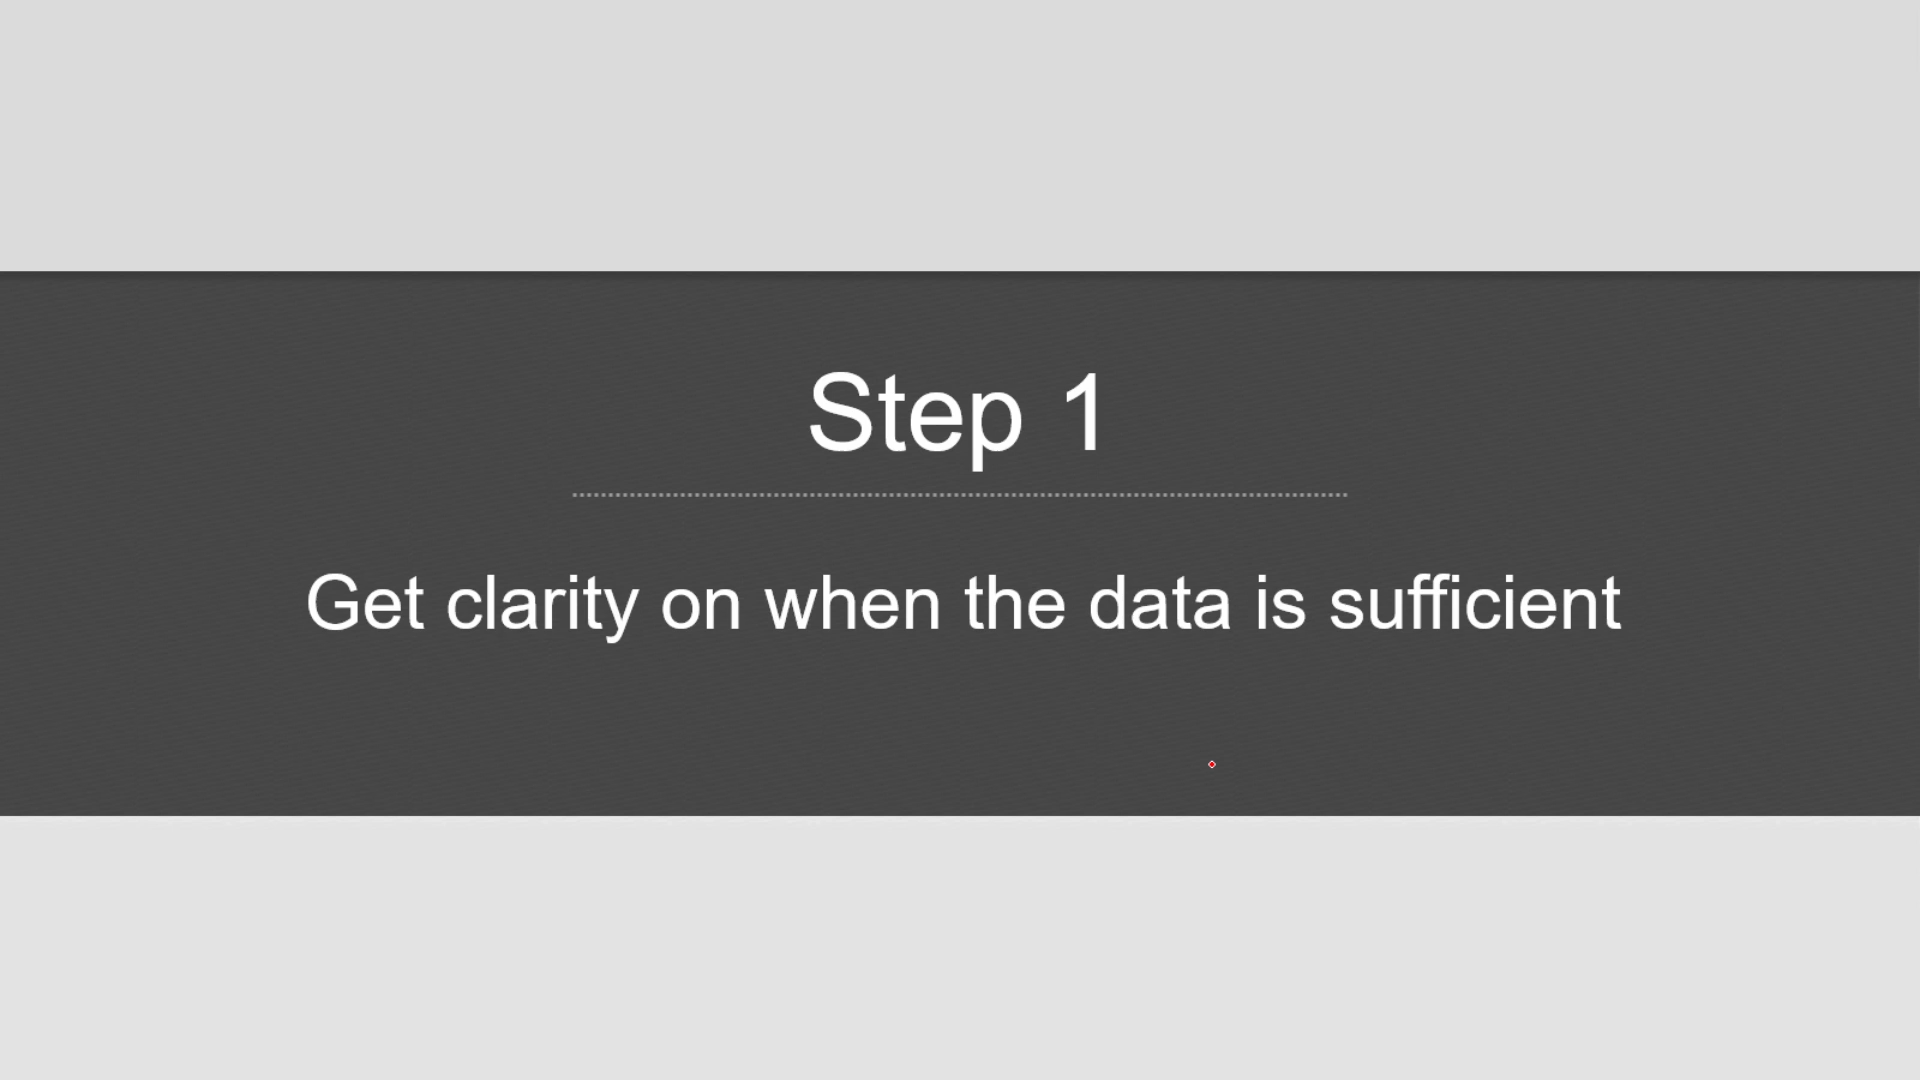 Step 1
Get clarity on when the data is sufficient